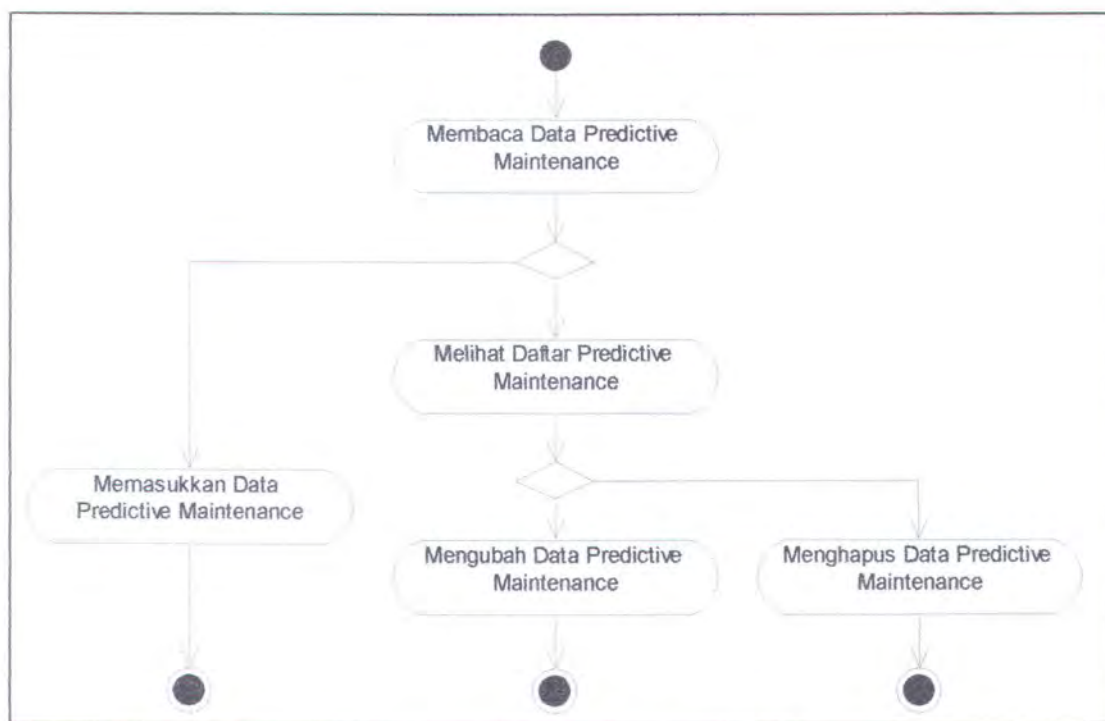 Membaca Data Predictive
Maintenance
Melihat Daftar Predictive
Maintenance
Memasukkan Data
Predictive Maintenance
Mengubah Data Predictive
Maintenance
Menghapus Data Predictive
Maintenance